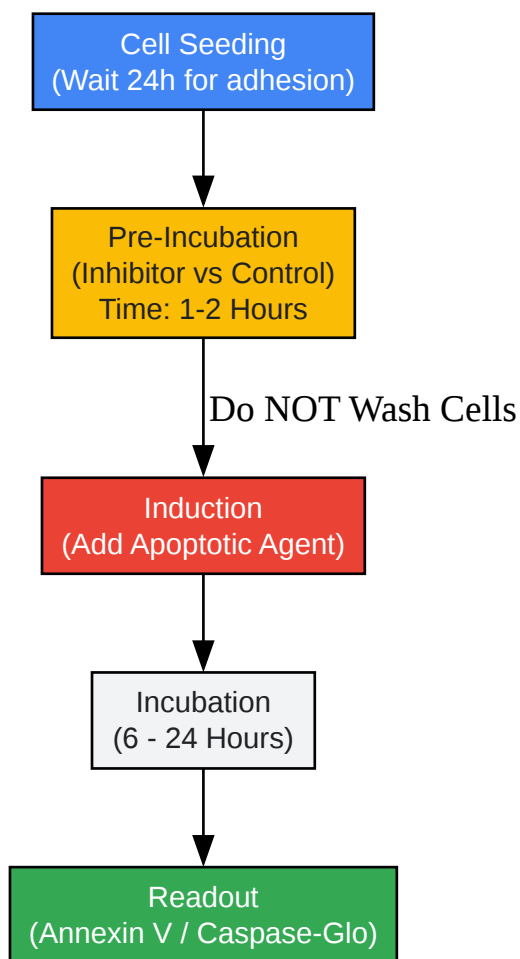 Cell Seeding
(Wait 24h for adhesion)
Pre-Incubation
(Inhibitor vs Control)
Time: 1-2 Hours
Do NOT Wash Cells
Induction
(Add Apoptotic Agent)
Incubation
(6 - 24 Hours)
Readout
(Annexin V / Caspase-Glo)